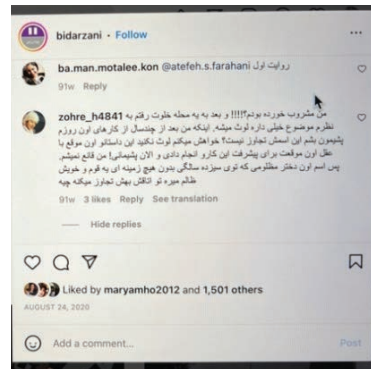 bidarzani • Follow
ba.man.motalee.kon @atefeh.s.farahani روایت اول
91w Reply
zohre_h4841 من مشروب خورده بودم؟!!!! و بعد به یه محله خلوت رفتم به
نظرم موضوع خیلی داره لوث میشه. اینکه من بعد از چندسال از کارهای اون روزم
پشیمون بشم این اسمش تجاوز نیست! خواهش میکنم لوث نکنید این داستانو اون موقع با
عقل اون موقعت برای پیشرفت این کارو انجام دادی و الان پشیمانی! من قانع نمیشم.
پس اسم اون دختر مظلومی که توی سیزده سالگی بدون هیچ زمینه ای یه قوم و خویش
ظالم میره تو اتاقش بهش تجاوز میکنه چیه
91w 3 likes Reply See translation
Hide replies
Liked by maryamho2012 and 1,501 others
AUGUST 24, 2020
Add a comment...
Post